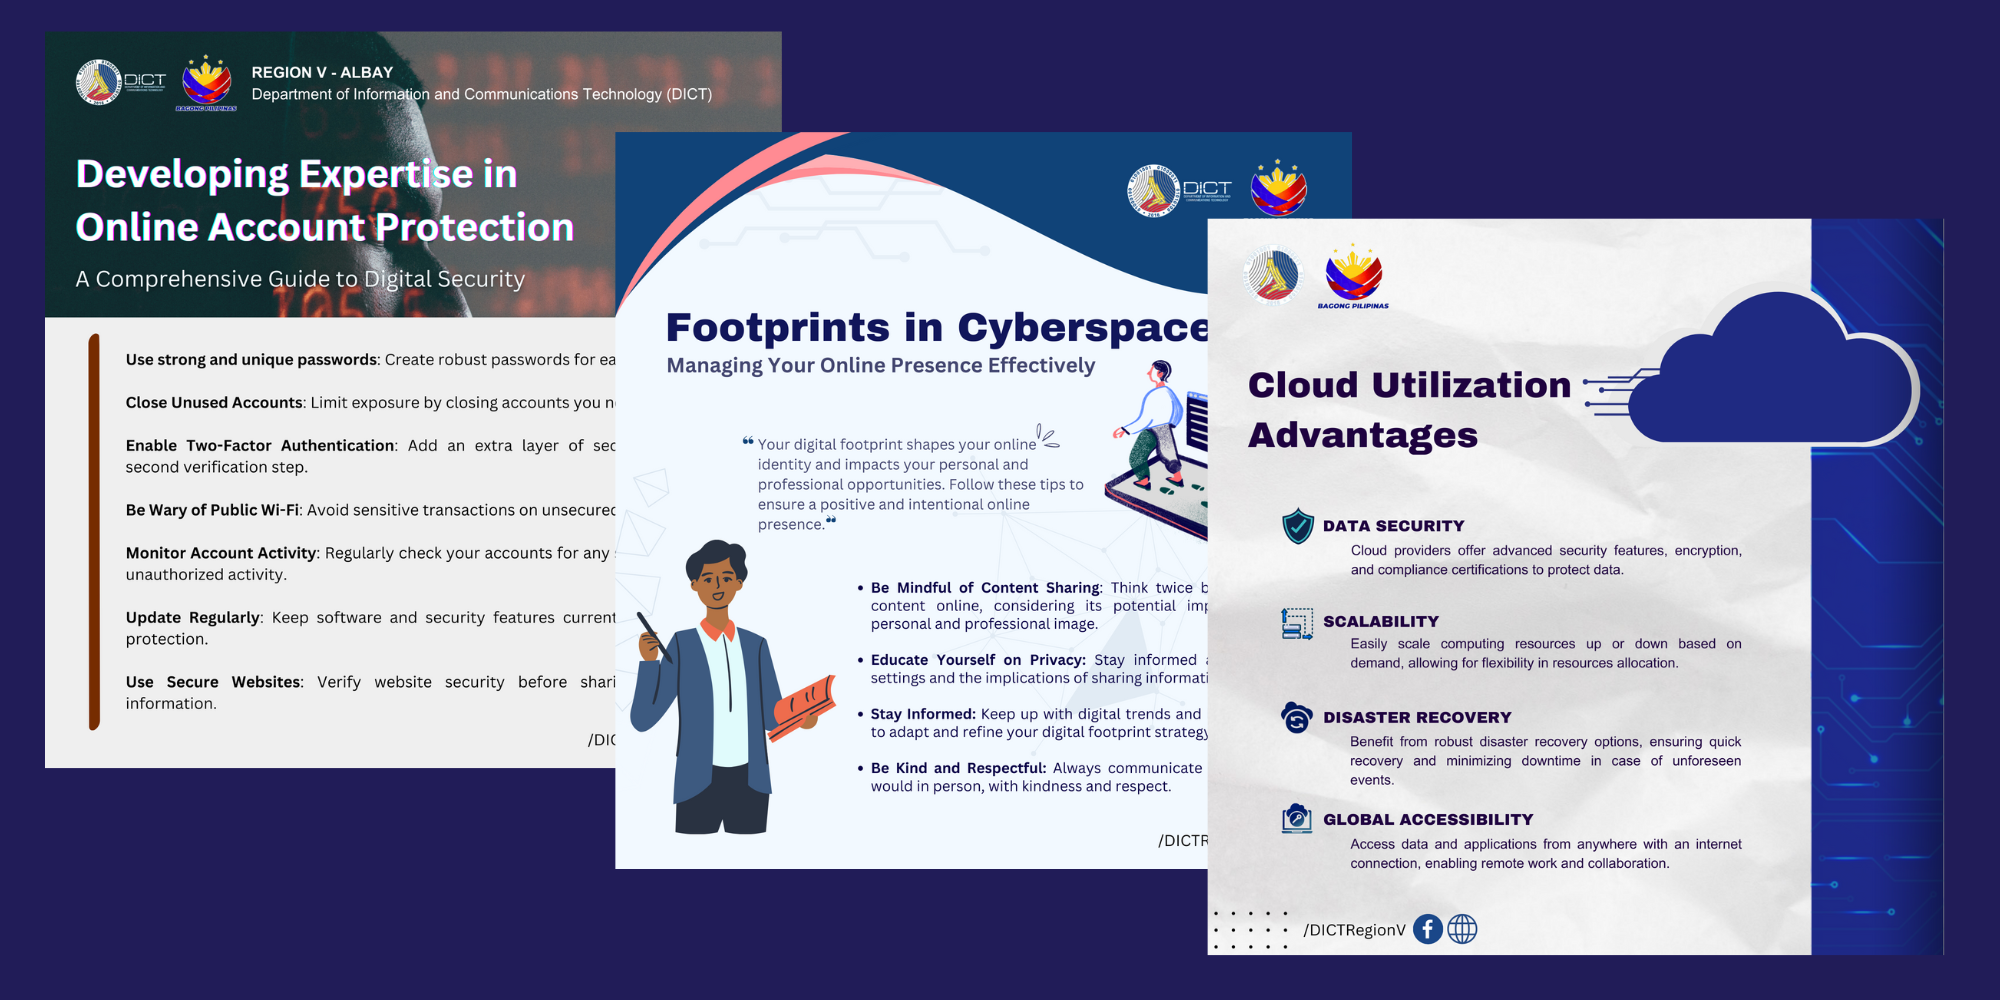 DICT
BAGONG PILIPINAS
REGION V - ALBAY
Department of Information and Communications Technology (DICT)
Developing Expertise in
Online Account Protection
A Comprehensive Guide to Digital Security
Use strong and unique passwords: Create robust passwords for ea
Close Unused Accounts: Limit exposure by closing accounts you n
Enable Two-Factor Authentication: Add an extra layer of sec
second verification step.
Be Wary of Public Wi-Fi: Avoid sensitive transactions on unsecured
Monitor Account Activity: Regularly check your accounts for any
unauthorized activity.
Update Regularly: Keep software and security features current
protection.
Use Secure Websites: Verify website security before shari
information.
/DIC
DICT
Footprints in Cyberspace
Managing Your Online Presence Effectively
“Your digital footprint shapes your online
identity and impacts your personal and
professional opportunities. Follow these tips to
ensure a positive and intentional online
presence.”
• Be Mindful of Content Sharing: Think twice b
content online, considering its potential imp
personal and professional image.
• Educate Yourself on Privacy: Stay informed a
settings and the implications of sharing informati
• Stay Informed: Keep up with digital trends and
to adapt and refine your digital footprint strategy
• Be Kind and Respectful: Always communicate
would in person, with kindness and respect.
/DICTR
BAGONG PILIPINAS
Cloud Utilization
Advantages
DATA SECURITY
Cloud providers offer advanced security features, encryption,
and compliance certifications to protect data.
SCALABILITY
Easily scale computing resources up or down based on
demand, allowing for flexibility in resources allocation.
DISASTER RECOVERY
Benefit from robust disaster recovery options, ensuring quick
recovery and minimizing downtime in case of unforeseen
events.
GLOBAL ACCESSIBILITY
Access data and applications from anywhere with an internet
connection, enabling remote work and collaboration.
/DICTRegionV